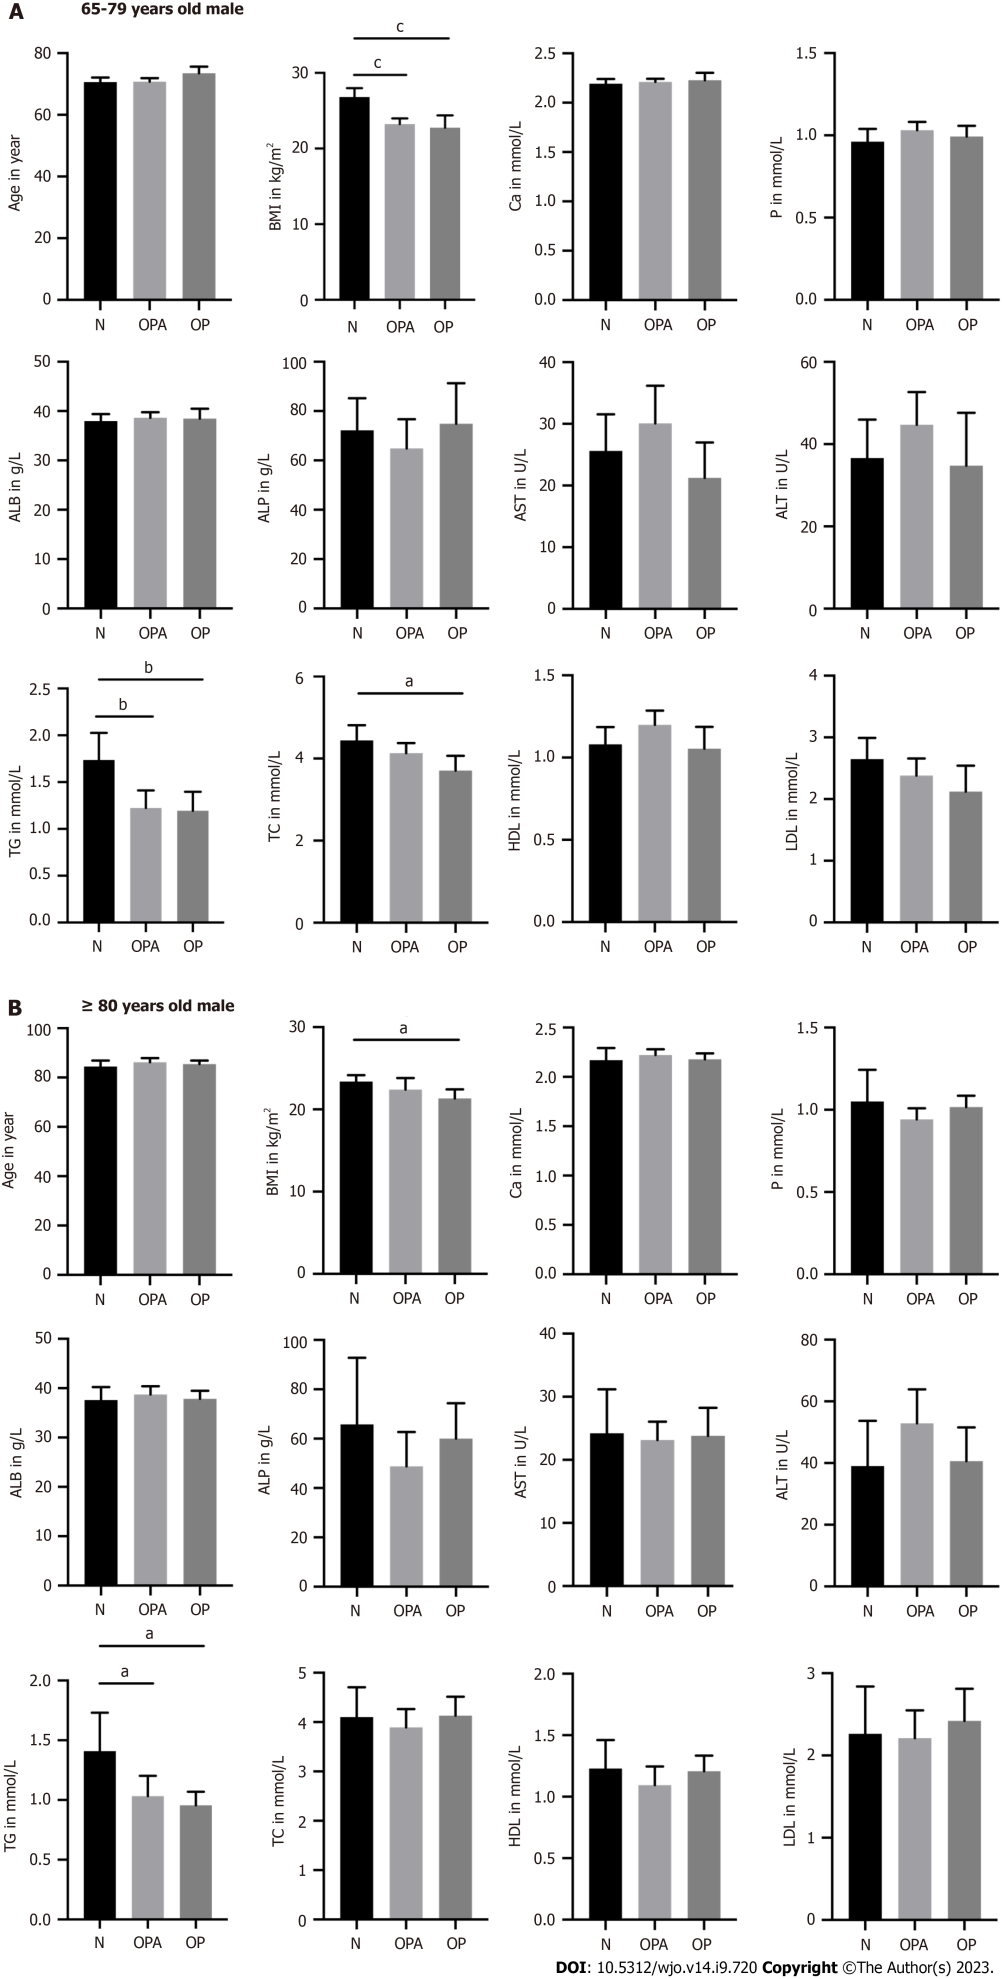 A 65-79 years old male
Age in year
80
60
40
20
0
N OPA OP
c
c
BMI in kg/m²
30
20
10
0
N OPA OP
Ca in mmol/L
2.5
2.0
1.5
1.0
0.5
0.0
N OPA OP
P in mmol/L
1.5
1.0
0.5
0.0
N OPA OP
ALB in g/L
50
40
30
20
10
0
N OPA OP
ALP in g/L
100
80
60
40
20
0
N OPA OP
AST in U/L
40
30
20
10
0
N OPA OP
ALT in U/L
60
40
20
0
N OPA OP
b
b
TG in mmol/L
2.5
2.0
1.5
1.0
0.5
0.0
N OPA OP
a
TC in mmol/L
6
4
2
0
N OPA OP
HDL in mmol/L
1.5
1.0
0.5
0.0
N OPA OP
LDL in mmol/L
4
3
2
1
0
N OPA OP
B ≥ 80 years old male
Age in year
100
80
60
40
20
0
N OPA OP
a
BMI in kg/m²
30
20
10
0
N OPA OP
Ca in mmol/L
2.5
2.0
1.5
1.0
0.5
0.0
N OPA OP
P in mmol/L
1.5
1.0
0.5
0.0
N OPA OP
ALB in g/L
50
40
30
20
10
0
N OPA OP
ALP in g/L
100
80
60
40
20
0
N OPA OP
AST in U/L
40
30
20
10
0
N OPA OP
ALT in U/L
80
60
40
20
0
N OPA OP
a
a
TG in mmol/L
2.0
1.5
1.0
0.5
0.0
N OPA OP
TC in mmol/L
5
4
3
2
1
0
N OPA OP
HDL in mmol/L
2.0
1.5
1.0
0.5
0.0
N OPA OP
LDL in mmol/L
3
2
1
0
N OPA OP
DOI: 10.5312/wjo.v14.i9.720 Copyright ©The Author(s) 2023.